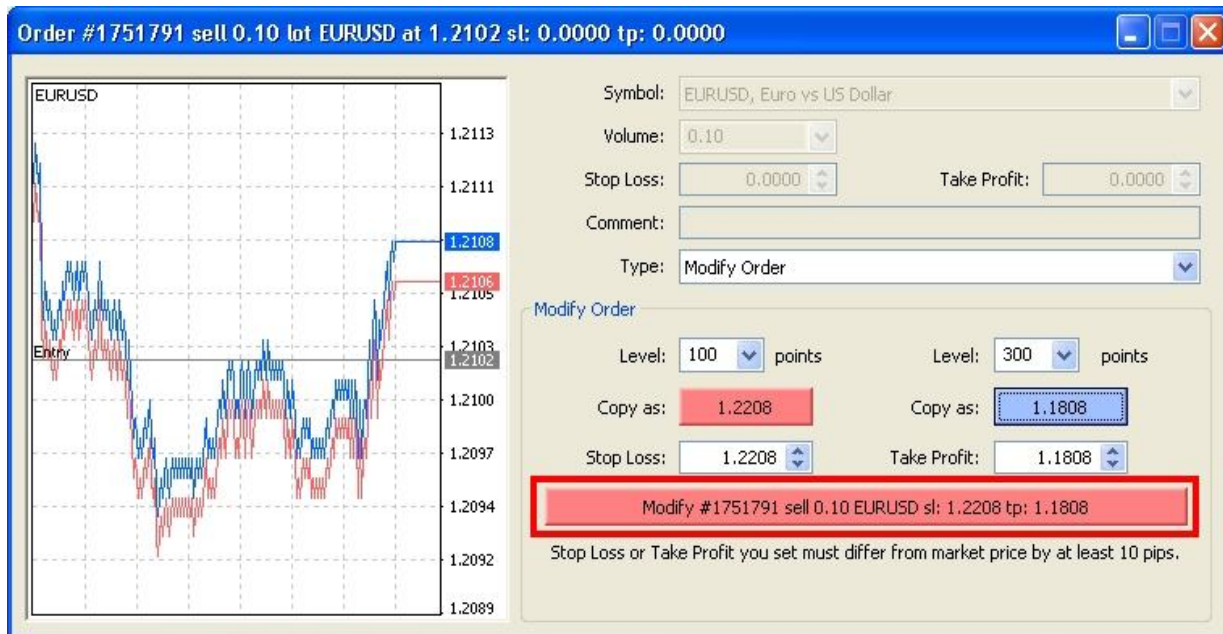 Order #1751791 sell 0.10 lot EURUSD at 1.2102 sl: 0.0000 tp: 0.0000
EURUSD
1.2113
1.2111
1.2108
1.2106
1.2105
Entry
1.2103
1.2102
1.2100
1.2097
1.2094
1.2092
1.2089
Symbol: EURUSD, Euro vs US Dollar
Volume: 0.10
Stop Loss: 0.0000 Take Profit: 0.0000
Comment:
Type: Modify Order
Modify Order
Level: 100 points Level: 300 points
Copy as: 1.2208 Copy as: 1.1808
Stop Loss: 1.2208 Take Profit: 1.1808
Modify #1751791 sell 0.10 EURUSD sl: 1.2208 tp: 1.1808
Stop Loss or Take Profit you set must differ from market price by at least 10 pips.